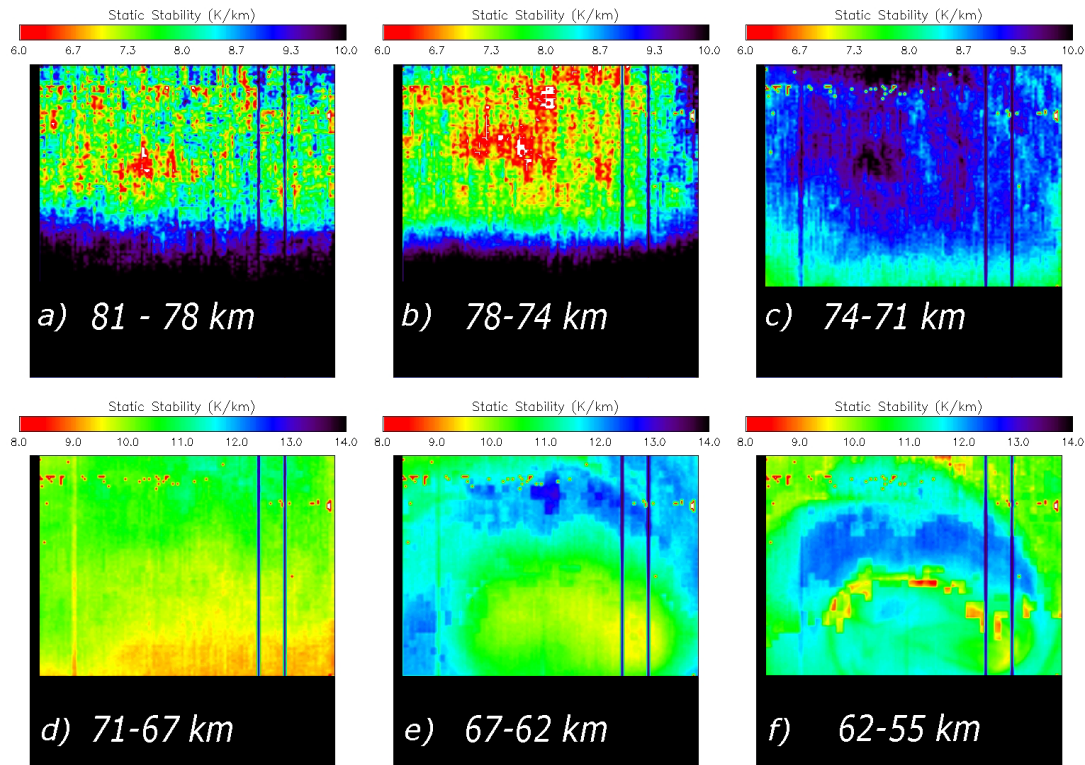 Static Stability (K/km)
6.0 6.7 7.3 8.0 8.7 9.3 10.0
a) 81 - 78 km
Static Stability (K/km)
6.0 6.7 7.3 8.0 8.7 9.3 10.0
b) 78-74 km
Static Stability (K/km)
6.0 6.7 7.3 8.0 8.7 9.3 10.0
c) 74-71 km
Static Stability (K/km)
8.0 9.0 10.0 11.0 12.0 13.0 14.0
d) 71-67 km
Static Stability (K/km)
8.0 9.0 10.0 11.0 12.0 13.0 14.0
e) 67-62 km
Static Stability (K/km)
8.0 9.0 10.0 11.0 12.0 13.0 14.0
f) 62-55 km